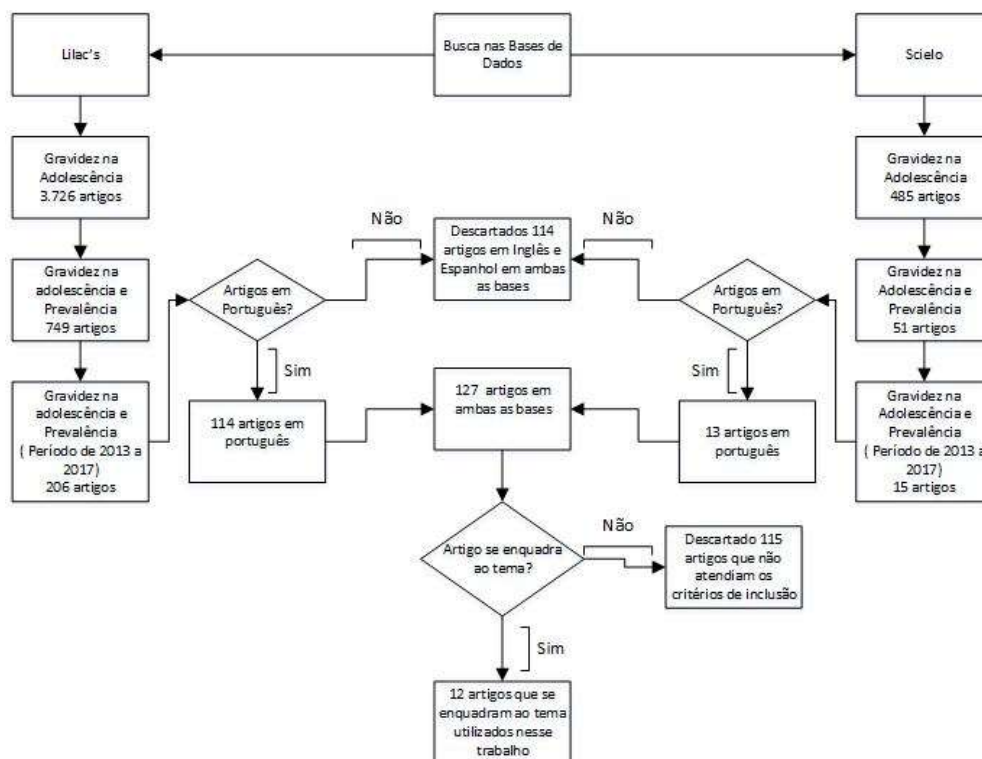 Lilac's
Busca nas Bases de
Dados
Scielo
Gravidez na
Adolescência
3.726 artigos
Gravidez na
Adolescência
485 artigos
Não
Não
Descartados 114
artigos em Inglês e
Espanhol em ambas
as bases
Gravidez na
adolescência e
Prevalência
749 artigos
Artigos em
Português?
Artigos em
Português?
Gravidez na
Adolescência e
Prevalência
51 artigos
Sim
Sim
Gravidez na
adolescência e
Prevalência
( Período de 2013 a
2017)
206 artigos
114 artigos em
português
127 artigos em
ambas as bases
13 artigos em
português
Gravidez na
Adolescência e
Prevalência
( Período de 2013 a
2017)
15 artigos
Artigo se enquadra
ao tema?
Não
Descartado 115
artigos que não
atendiam os
critérios de inclusão
Sim
12 artigos que se
enquadram ao tema
utilizados nesse
trabalho